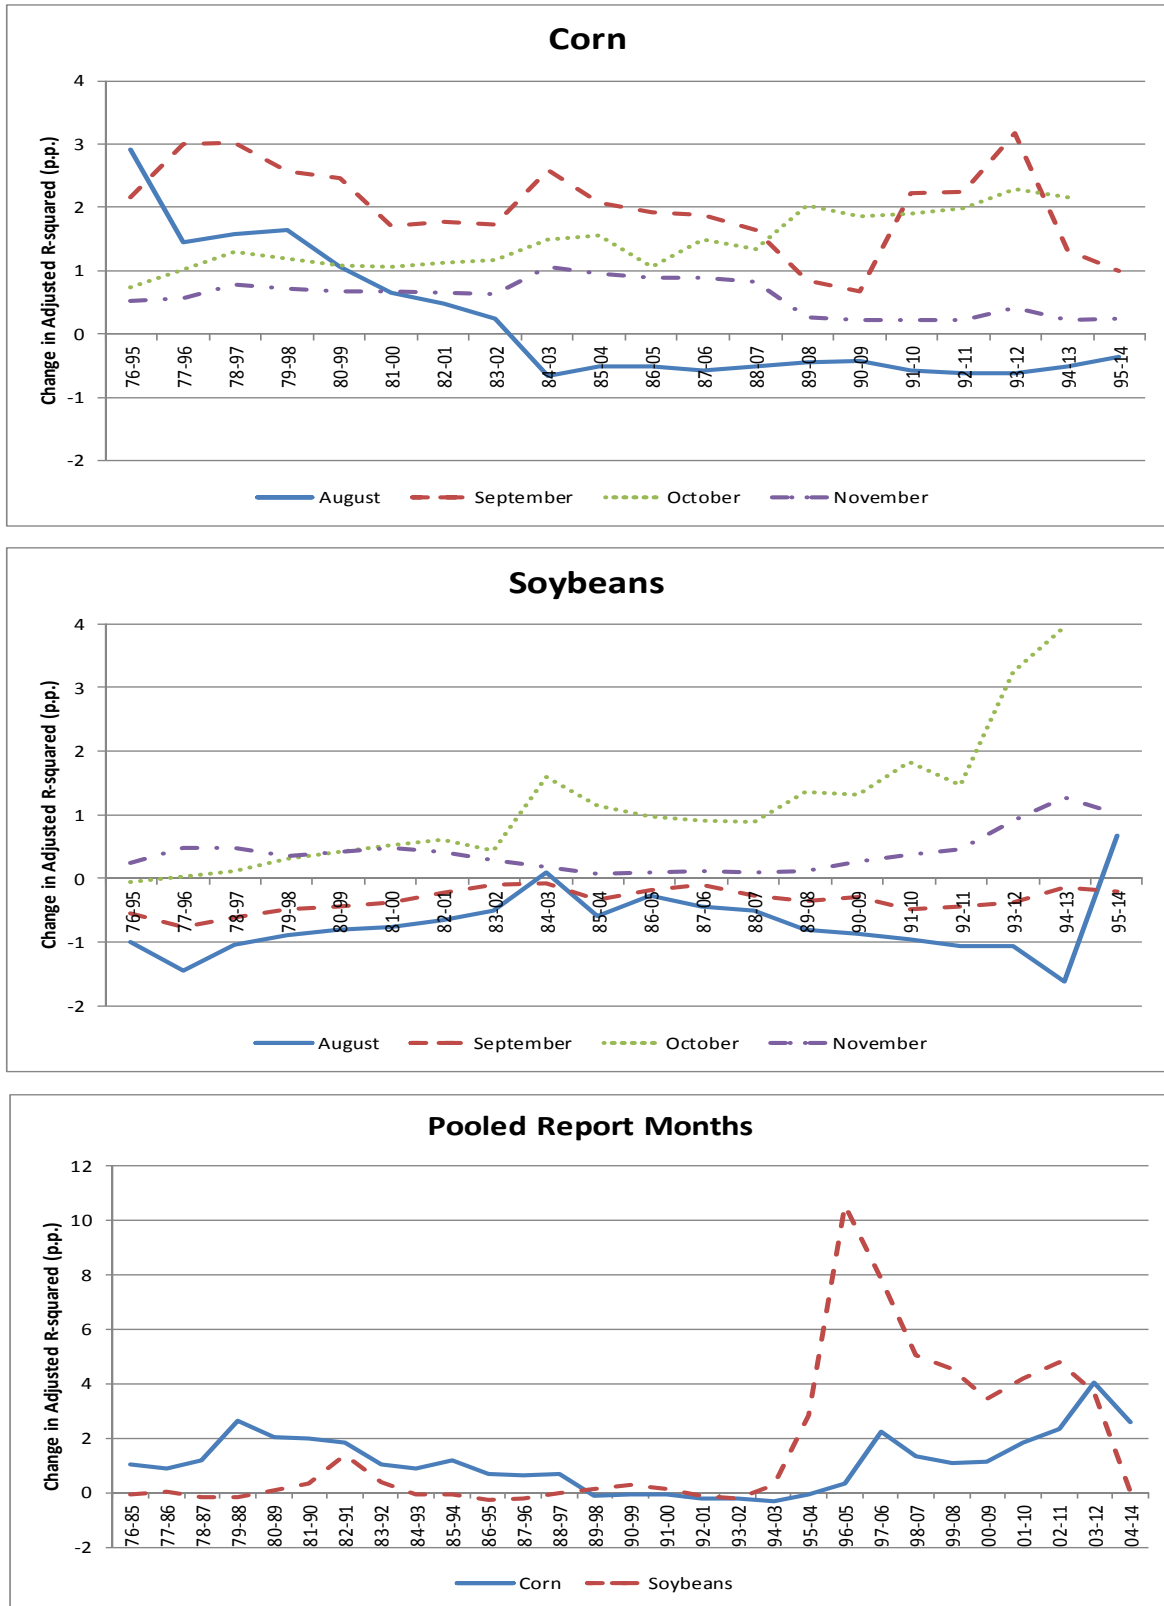 Corn
Change in Adjusted R-squared (p.p.)
4
3
2
1
0
-1
-2
76-95 77-96 78-97 79-98 80-99 81-00 82-01 83-02 84-03 85-04 86-05 87-06 88-07 89-08 90-09 91-10 92-11 93-12 94-13 95-14
August September October November
Soybeans
Change in Adjusted R-squared (p.p.)
4
3
2
1
0
-1
-2
76-95 77-96 78-97 79-98 80-99 81-00 82-01 83-02 84-03 85-04 86-05 87-06 88-07 89-08 90-09 91-10 92-11 93-12 94-13 95-14
August September October November
Pooled Report Months
Change in Adjusted R-squared (p.p.)
12
10
8
6
4
2
0
-2
76-85 77-86 78-87 79-88 80-89 81-90 82-91 83-92 84-93 85-94 86-95 87-96 88-97 89-98 90-99 91-00 92-01 93-02 94-03 95-04 96-05 97-06 98-07 99-08 00-09 01-10 02-11 03-12 04-14
Corn Soybeans